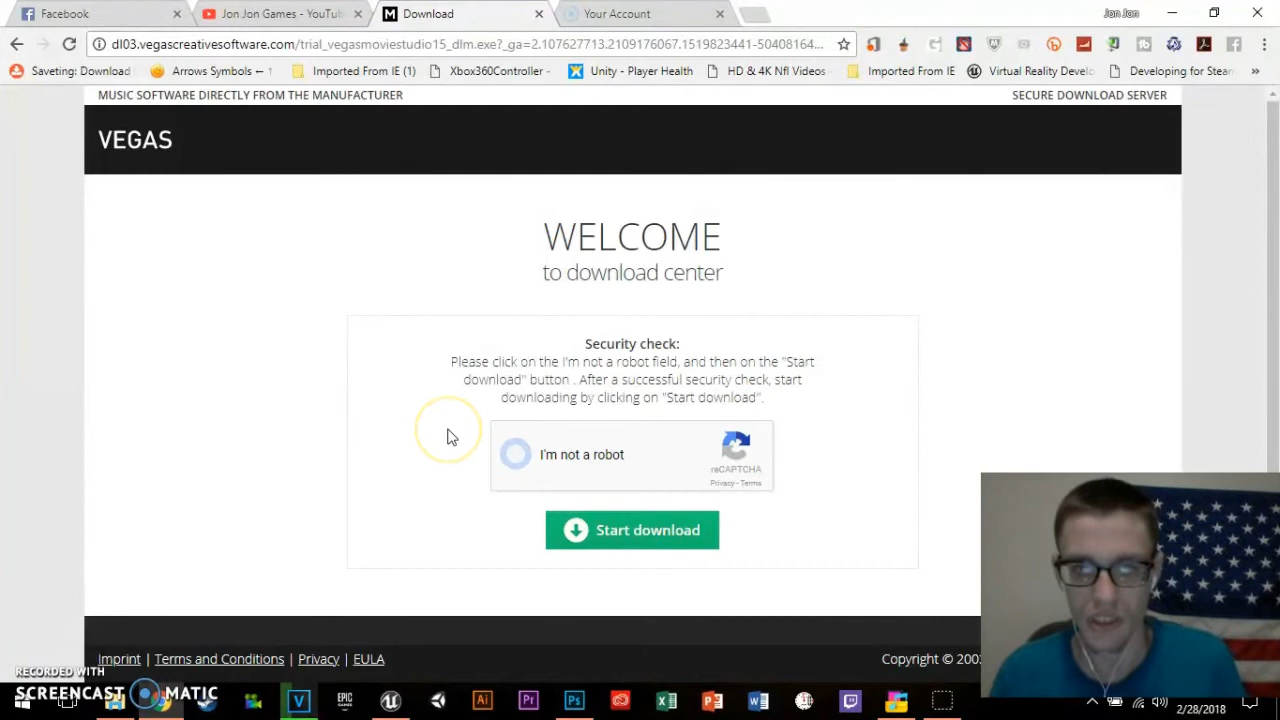 Facebook
Jon Jon Games - YouTub
Download
Your Account
Jon Jon
dl03.vegascreativesoftware.com/trial_vegasmoviestudio15_dlm.exe?_ga=2.107627713.2109176067.1519823441-50408164...
Saveting: Download
Arrows Symbols ← ↑
Imported From IE (1)
Xbox360Controller -
Unity - Player Health
HD & 4K Nfl Videos
Imported From IE
Virtual Reality Develo
Developing for Stear
»
MUSIC SOFTWARE DIRECTLY FROM THE MANUFACTURER
SECURE DOWNLOAD SERVER
VEGAS
WELCOME
to download center
Security check:
Please click on the I'm not a robot field, and then on the "Start
download" button . After a successful security check, start
downloading by clicking on "Start download".
I'm not a robot
reCAPTCHA
Privacy - Terms
Start download
Imprint | Terms and Conditions | Privacy | EULA
Copyright © 200
RECORDED WITH
SCREENCAST MATIC
EPIC
GAMES
2/28/2018